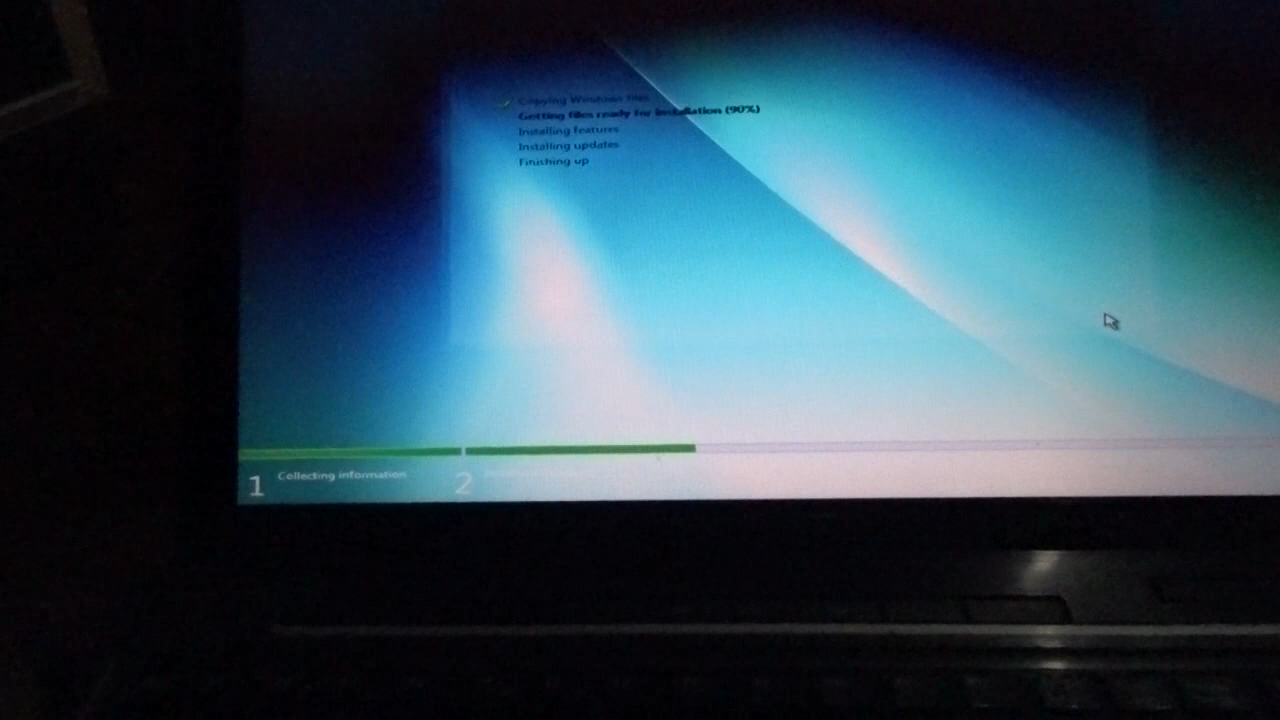 Copying Windows files
Getting files ready for installation (90%)
Installing features
Installing updates
Finishing up
1 Collecting information
2